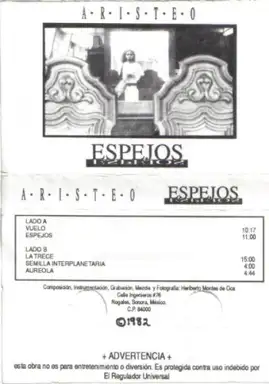 A·R·I·S·T·E·O
ESPEJOS
A·R·I·S·T·E·O ESPEJOS
LADO A
VUELO 10:17
ESPEJOS 11:00
LADO B
LA TRECE 15:00
SEMILLA INTERPLANETARIA 4:00
AUREOLA 4:44
Composición, Instrumentación, Grabación, Mezcla y Fotografía: Heriberto Montes de Oca
Calle Ingenieros #76
Nogales, Sonora, México.
C.P. 84000
©1982
+ ADVERTENCIA +
esta obra no es para entretenimiento o diversión. Es protegida contra uso indebido por
El Regulador Universal